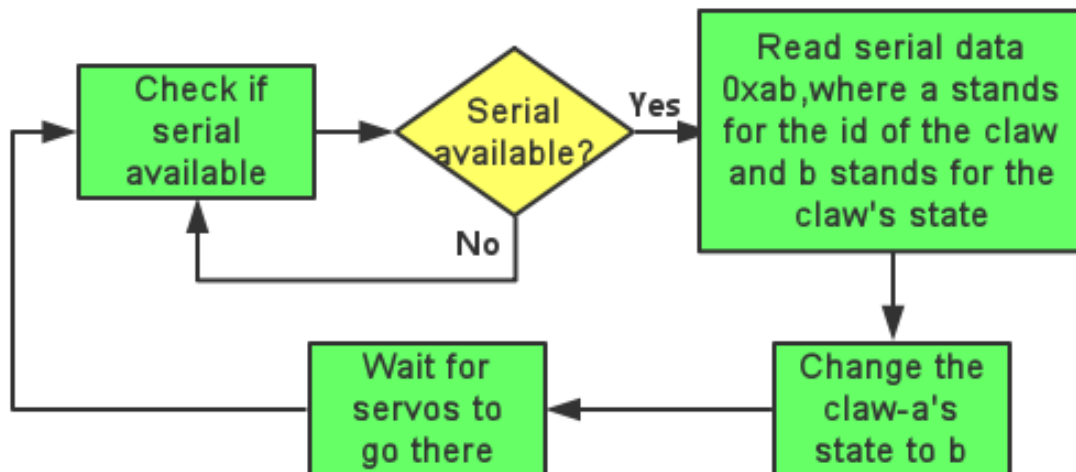 Check if
serial
available
Serial
available?
Yes
No
Read serial data
0xab,where a stands
for the id of the claw
and b stands for the
claw's state
Change the
claw-a's
state to b
Wait for
servos to
go there